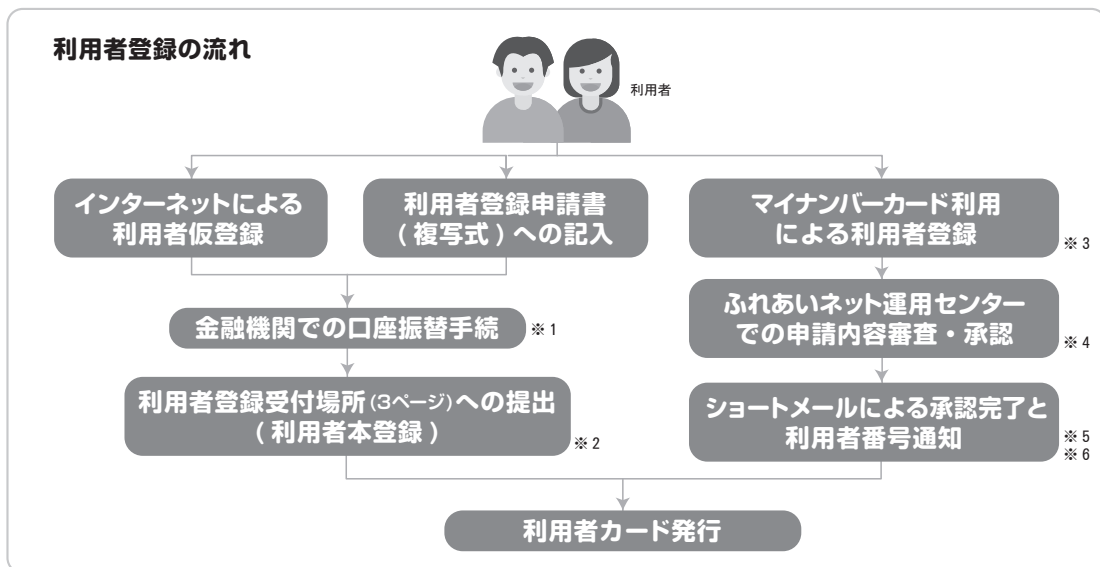 利用者登録の流れ
利用者
インターネットによる
利用者仮登録
利用者登録申請書
( 複写式 ) への記入
マイナンバーカード利用
による利用者登録
※ 3
金融機関での口座振替手続
※ 1
ふれあいネット運用センター
での申請内容審査・承認
※ 4
利用者登録受付場所 (3ページ) への提出
( 利用者本登録 )
※ 2
ショートメールによる承認完了と
利用者番号通知
※ 5
※ 6
利用者カード発行